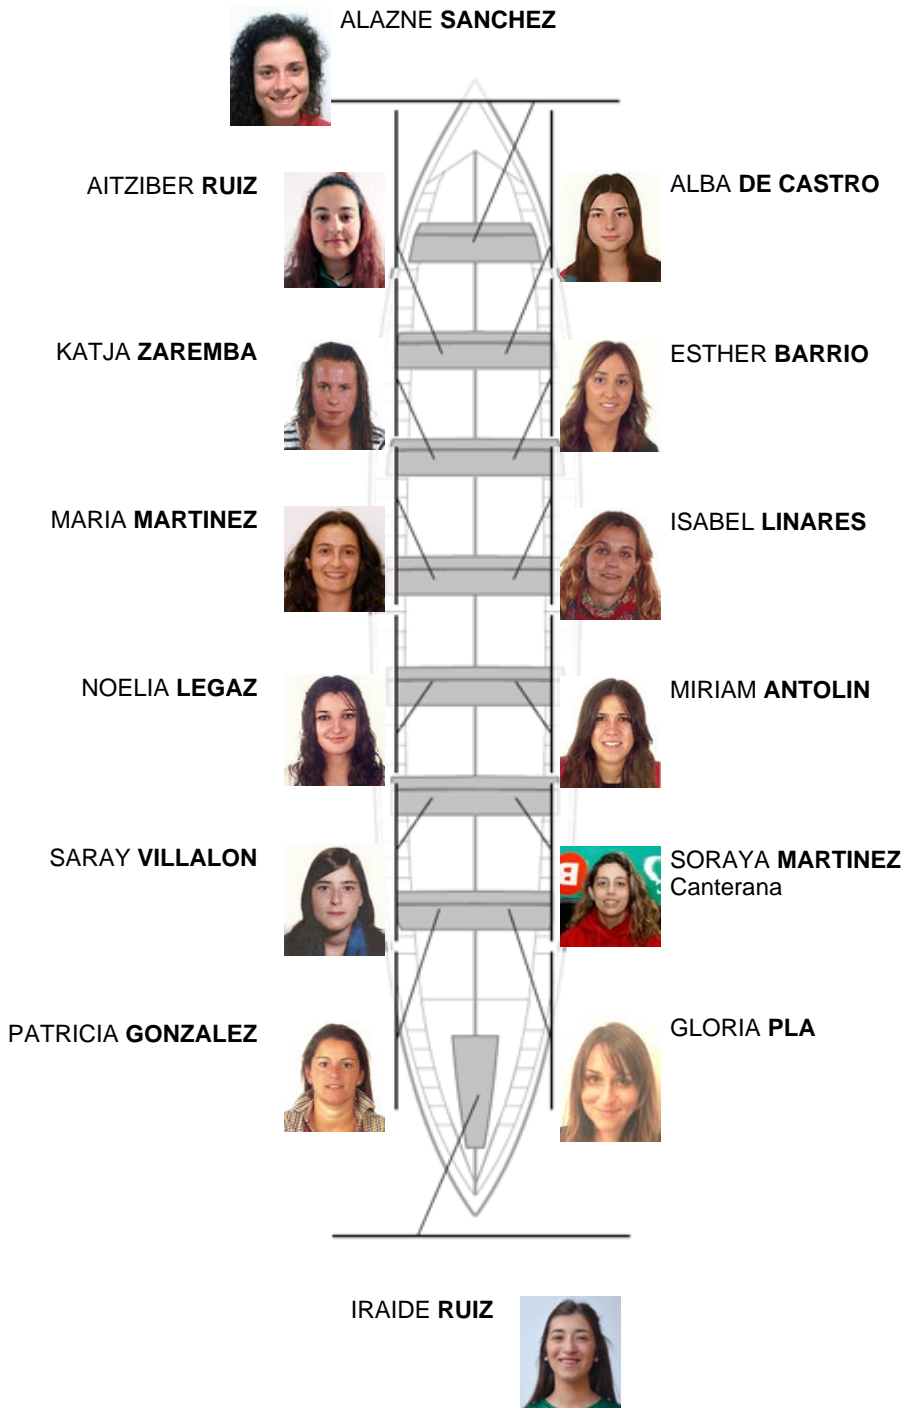 ALAZNE SANCHEZ
AITZIBER RUIZ
ALBA DE CASTRO
KATJA ZAREMBA
ESTHER BARRIO
MARIA MARTINEZ
ISABEL LINARES
NOELIA LEGAZ
MIRIAM ANTOLIN
SARAY VILLALON
SORAYA MARTINEZ
Canterana
PATRICIA GONZALEZ
GLORIA PLA
IRAIDE RUIZ